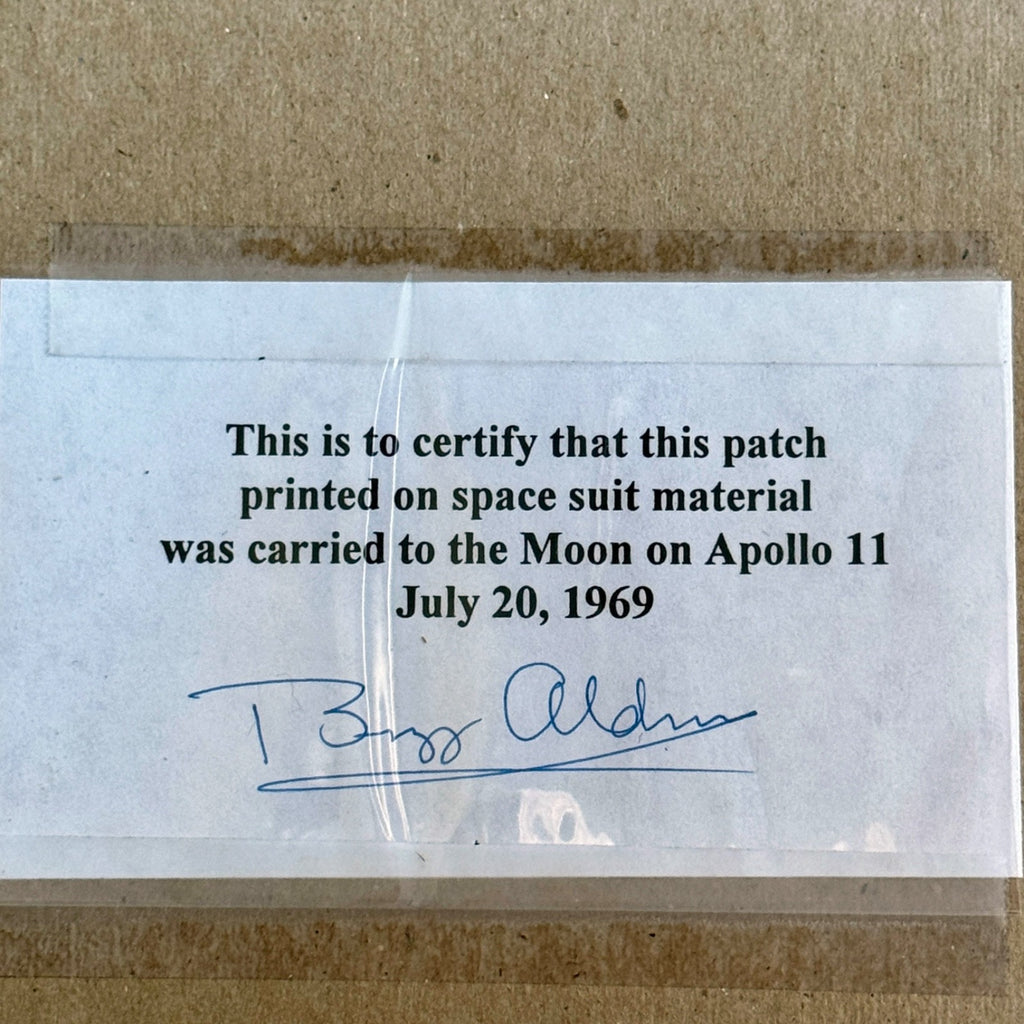 This is to certify that this patch
printed on space suit material
was carried to the Moon on Apollo 11
July 20, 1969
Buzz Aldrin